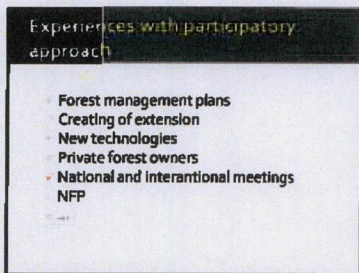 Experiences with participatory
approach
Forest management plans
Creating of extension
New technologies
Private forest owners
National and interantional meetings
NFP